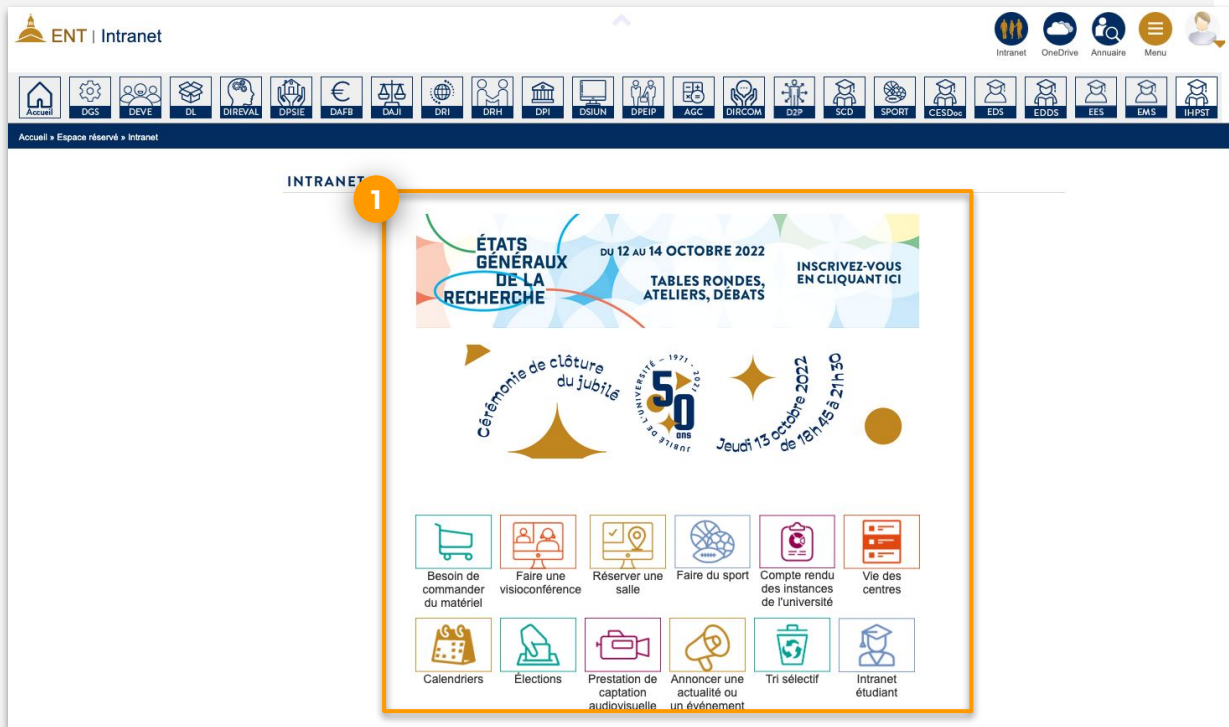 ENT | Intranet
Intranet
OneDrive
Annuaire
Menu
Accueil
DGS
DEVE
DL
DIREVAL
DPSIE
DAFB
DAJI
DRI
DRH
DPI
DSIUN
DPEIP
AGC
DIRCOM
D2P
SCD
SPORT
CESDoc
EDS
EDDS
EES
EMS
IHPST
Accueil » Espace réservé » Intranet
INTRANET
1
ÉTATS
GÉNÉRAUX
DE LA
RECHERCHE
DU 12 AU 14 OCTOBRE 2022
TABLES RONDES,
ATELIERS, DÉBATS
INSCRIVEZ-VOUS
EN CLIQUANT ICI
Cérémonie de clôture
du jubilé
JUBILÉ DE L'UNIVERSITÉ – 1971 - 2021
50
ans
Jeudi 13 octobre 2022
de 18h45 à 21h30
Besoin de
commander
du matériel
Faire une
visioconférence
Réserver une
salle
Faire du sport
Compte rendu
des instances
de l'université
Vie des
centres
Calendriers
Élections
Prestation de
captation
audiovisuelle
Annoncer une
actualité ou
un événement
Tri sélectif
Intranet
étudiant